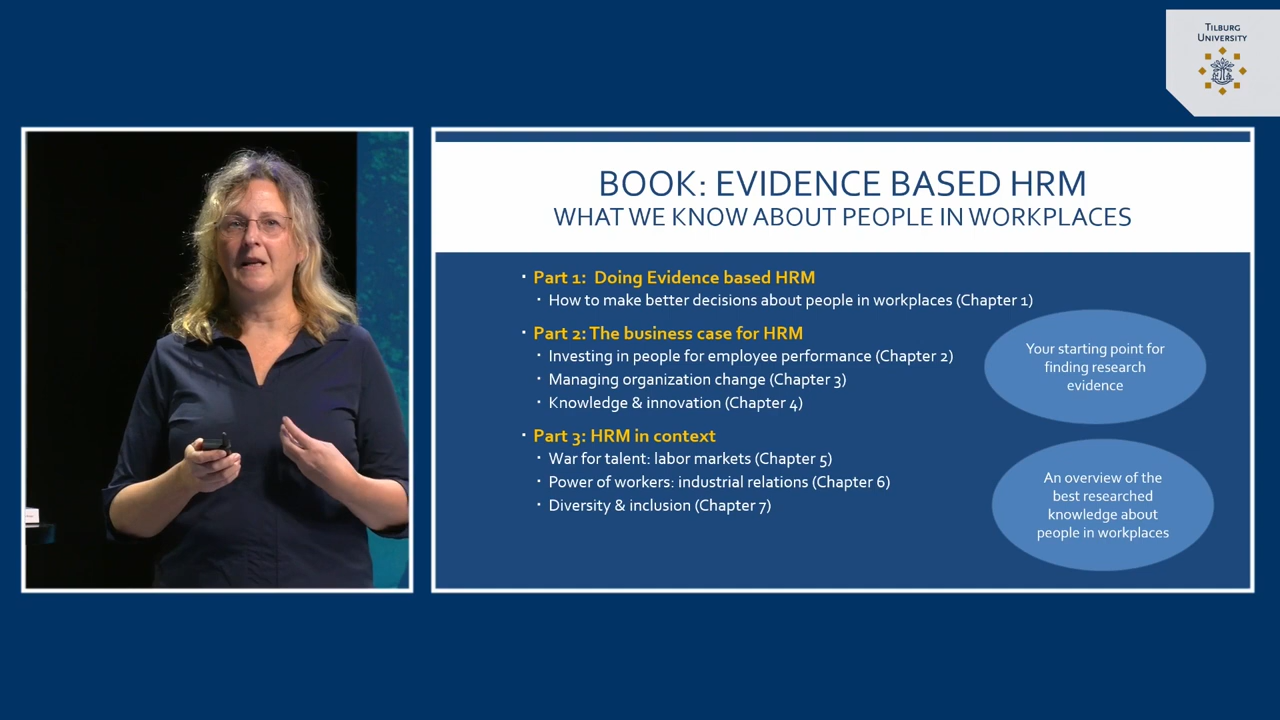 TILBURG
UNIVERSITY
BOOK: EVIDENCE BASED HRM
WHAT WE KNOW ABOUT PEOPLE IN WORKPLACES
▪ Part 1:  Doing Evidence based HRM
▪ How to make better decisions about people in workplaces (Chapter 1)
▪ Part 2: The business case for HRM
▪ Investing in people for employee performance (Chapter 2)
▪ Managing organization change (Chapter 3)
▪ Knowledge & innovation (Chapter 4)
▪ Part 3: HRM in context
▪ War for talent: labor markets (Chapter 5)
▪ Power of workers: industrial relations (Chapter 6)
▪ Diversity & inclusion (Chapter 7)
Your starting point for
finding research
evidence
An overview of the
best researched
knowledge about
people in workplaces